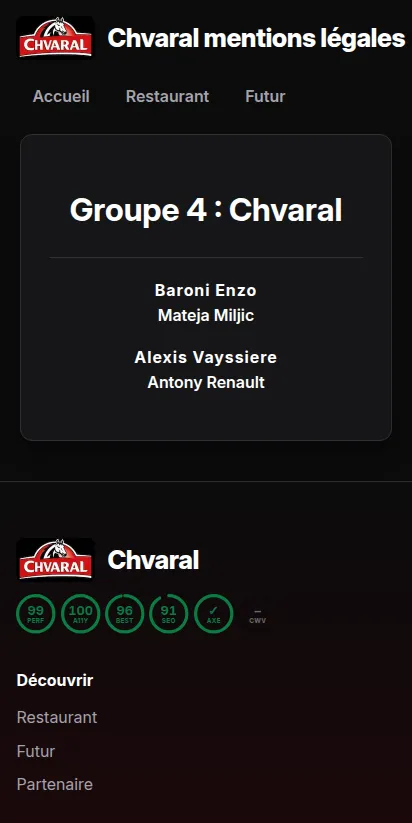 CHVARAL
Chvaral mentions légales
Accueil Restaurant Futur
Groupe 4 : Chvaral
Baroni Enzo
Mateja Miljic
Alexis Vayssiere
Antony Renault
CHVARAL
Chvaral
99 100 96 91 ✓ –
PERF A11Y BEST SEO AXE CWV
Découvrir
Restaurant
Futur
Partenaire